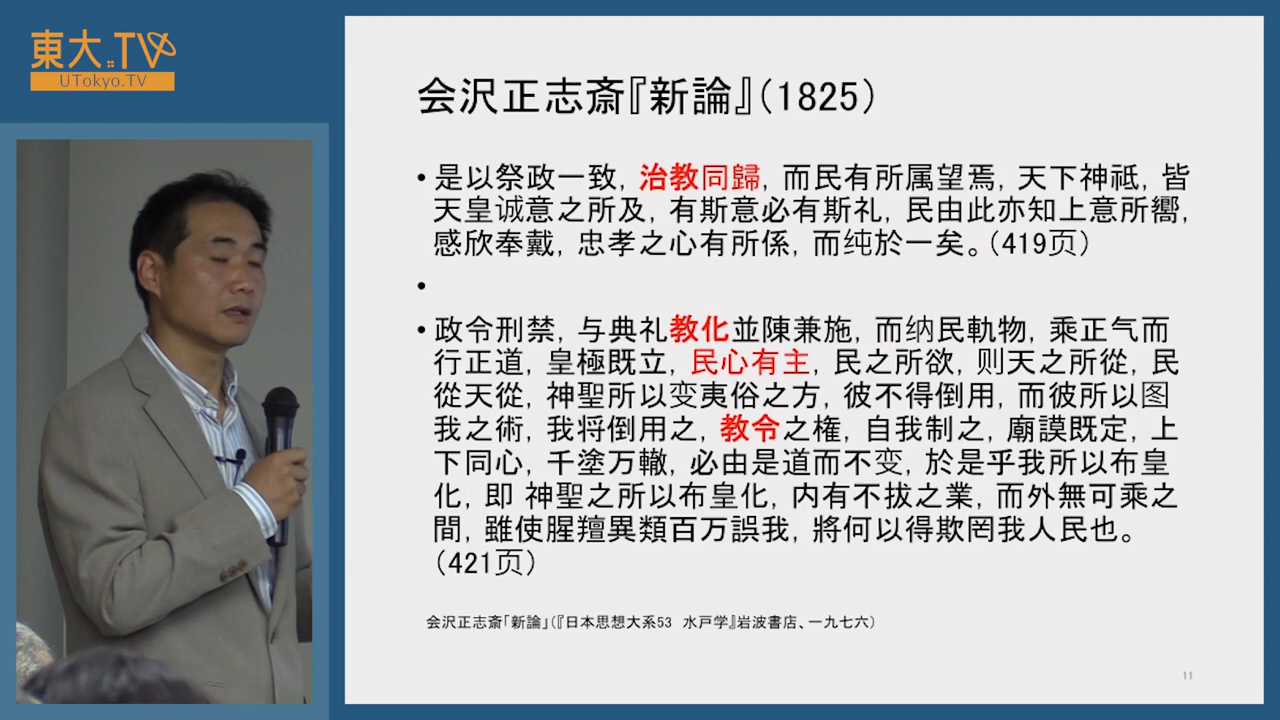 東大.TV
UTokyo.TV
会沢正志斎『新論』（1825）
• 是以祭政一致，治教同歸，而民有所属望焉，天下神祗，皆
天皇诚意之所及，有斯意必有斯礼，民由此亦知上意所嚮，
感欣奉戴，忠孝之心有所係，而纯於一矣。（419页）
•
• 政令刑禁，与典礼教化並陳兼施，而纳民軌物，乘正气而
行正道，皇極既立，民心有主，民之所欲，则天之所從，民
從天從，神聖所以变夷俗之方，彼不得倒用，而彼所以图
我之術，我将倒用之，教令之権，自我制之，廟謨既定，上
下同心，千塗万轍，必由是道而不变，於是乎我所以布皇
化，即 神聖之所以布皇化，内有不拔之業，而外無可乘之
間，雖使腥羶異類百万誤我，將何以得欺罔我人民也。
（421页）
会沢正志斎「新論」（『日本思想大系53　水戸学』岩波書店、一九七六）
11